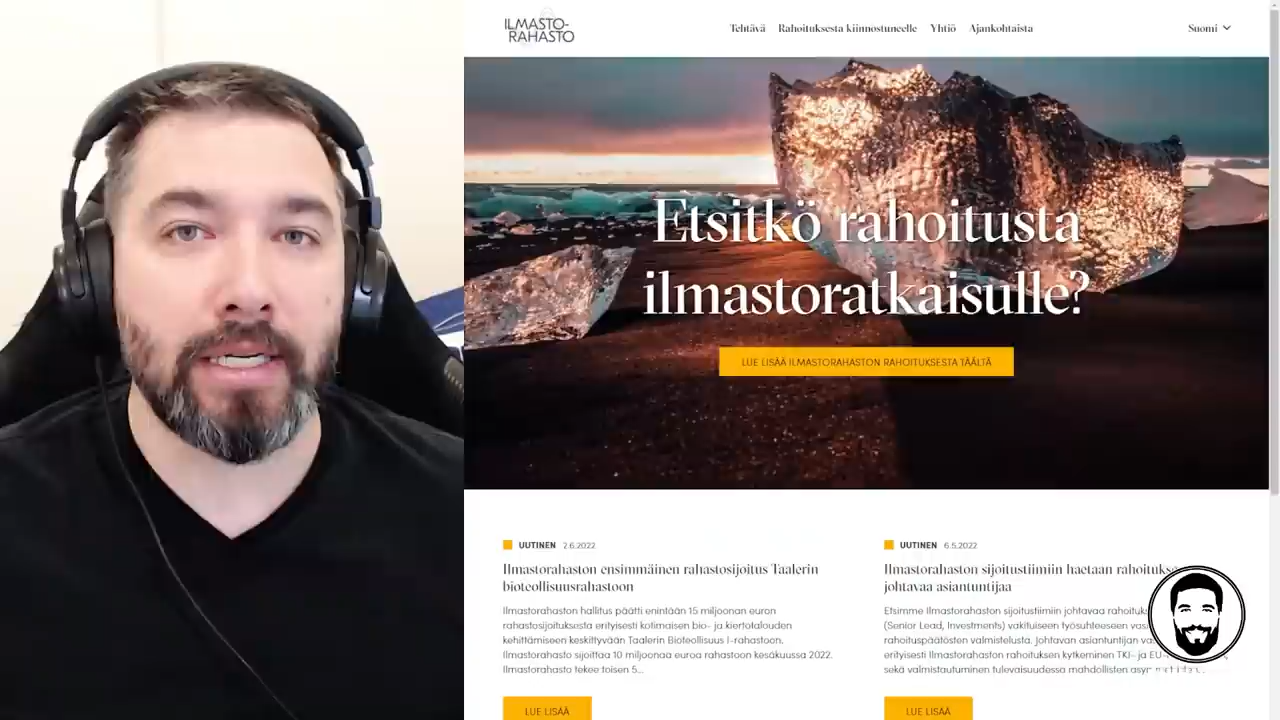 ILMASTO-
RAHASTO
Tehtävä Rahoituksesta kiinnostuneelle Yhtiö Ajankohtaista
Suomi
Etsitkö rahoitusta
ilmastoratkaisulle?
LUE LISÄÄ ILMASTORAHASTON RAHOITUKSESTA TÄÄLTÄ
UUTINEN 2.6.2022
Ilmastorahaston ensimmäinen rahastosijoitus Taalerin
bioteollisuusrahastoon
Ilmastorahaston hallitus päätti enintään 15 miljoonan euron
rahastosijoituksesta erityisesti kotimaisen bio- ja kiertotalouden
kehittämiseen keskittyvään Taalerin Bioteollisuus I-rahastoon.
Ilmastorahasto sijoittaa 10 miljoonaa euroa rahastoon kesäkuussa 2022.
Ilmastorahasto tekee toisen 5...
LUE LISÄÄ
UUTINEN 6.5.2022
Ilmastorahaston sijoitustiimiin haetaan
johtavaa asiantuntijaa
Etsimme Ilmastorahaston sijoitustiimiin johtavaa
(Senior Lead, Investments) vakituiseen työsuhteeseen
rahoituspäätösten valmistelusta. Johtavan asiantuntijan
erityisesti Ilmastorahaston rahoituksen kytkeminen TKI- ja
sekä valmistautuminen tulevaisuudessa mahdollisten
LUE LISÄÄ